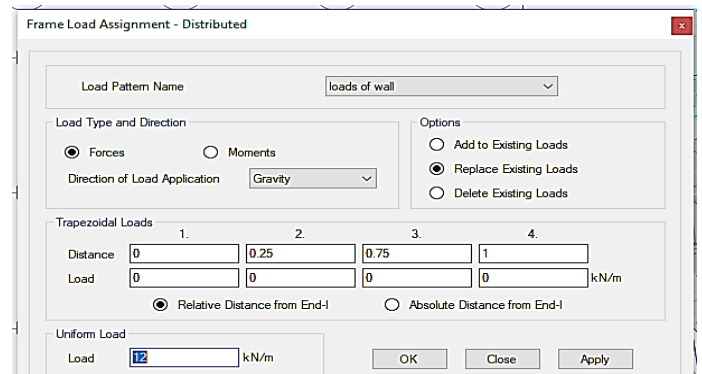 Frame Load Assignment - Distributed
Load Pattern Name loads of wall
Load Type and Direction
Forces Moments
Direction of Load Application Gravity
Options
Add to Existing Loads
Replace Existing Loads
Delete Existing Loads
Trapezoidal Loads
1. 2. 3. 4.
Distance 0 0.25 0.75 1
Load 0 0 0 0 kN/m
Relative Distance from End-I Absolute Distance from End-I
Uniform Load
Load 12 kN/m
OK Close Apply